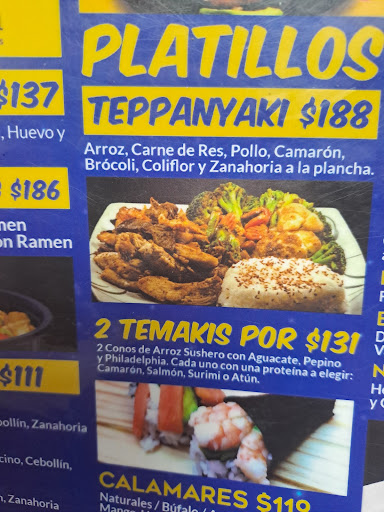 $137
, Huevo y
$186
men
on Ramen
$111
bollín, Zanahoria
cino, Cebollín,
n, Zanahoria
PLATILLOS
TEPPANYAKI $188
Arroz, Carne de Res, Pollo, Camarón,
Brócoli, Coliflor y Zanahoria a la plancha.
2 TEMAKIS POR $131
2 Conos de Arroz Sushero con Aguacate, Pepino
y Philadelphia. Cada uno con una proteína a elegir:
Camarón, Salmón, Surimi o Atún.
CALAMARES $119
Naturales / Búfalo /